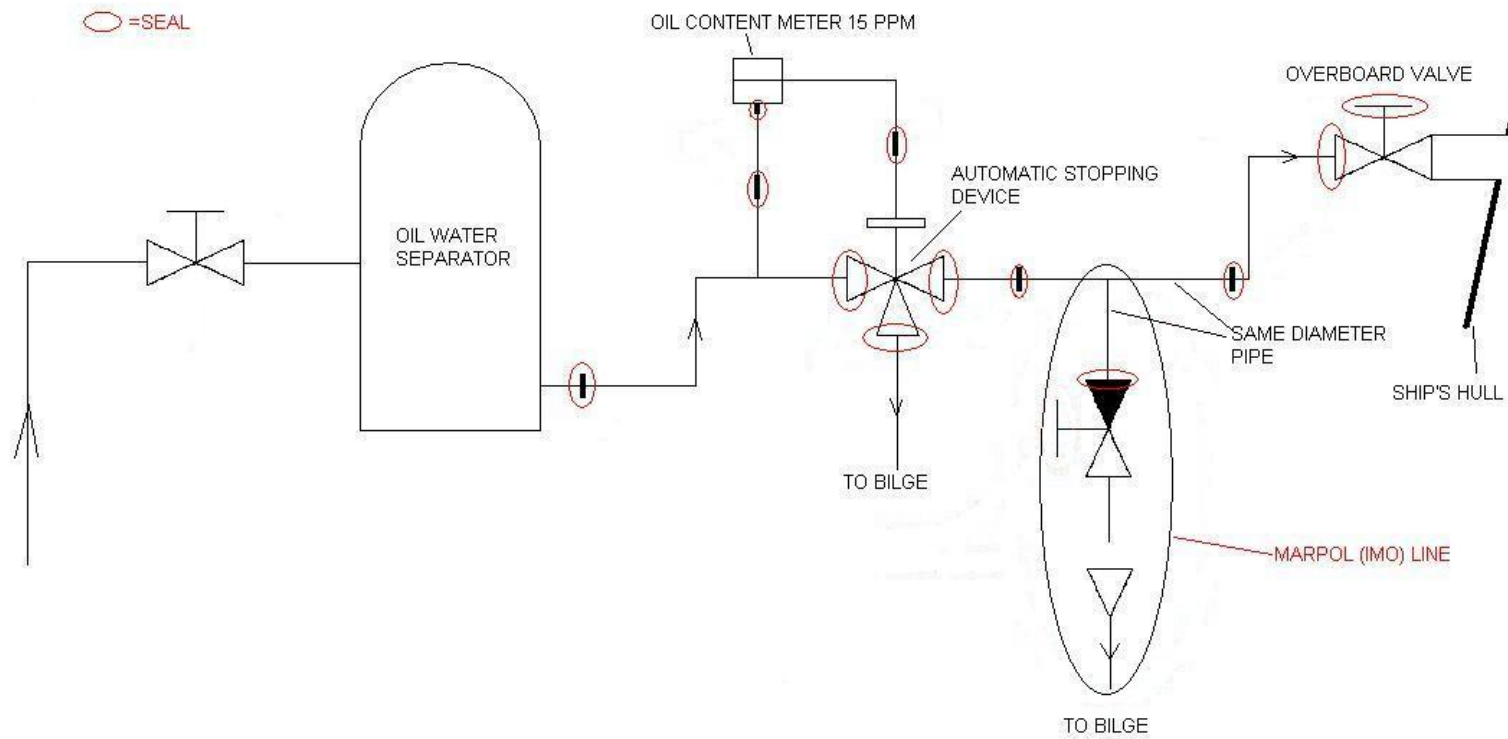 =SEAL
OIL CONTENT METER 15 PPM
OVERBOARD VALVE
AUTOMATIC STOPPING
DEVICE
OIL WATER
SEPARATOR
SAME DIAMETER
PIPE
SHIP'S HULL
TO BILGE
MARPOL (IMO) LINE
TO BILGE